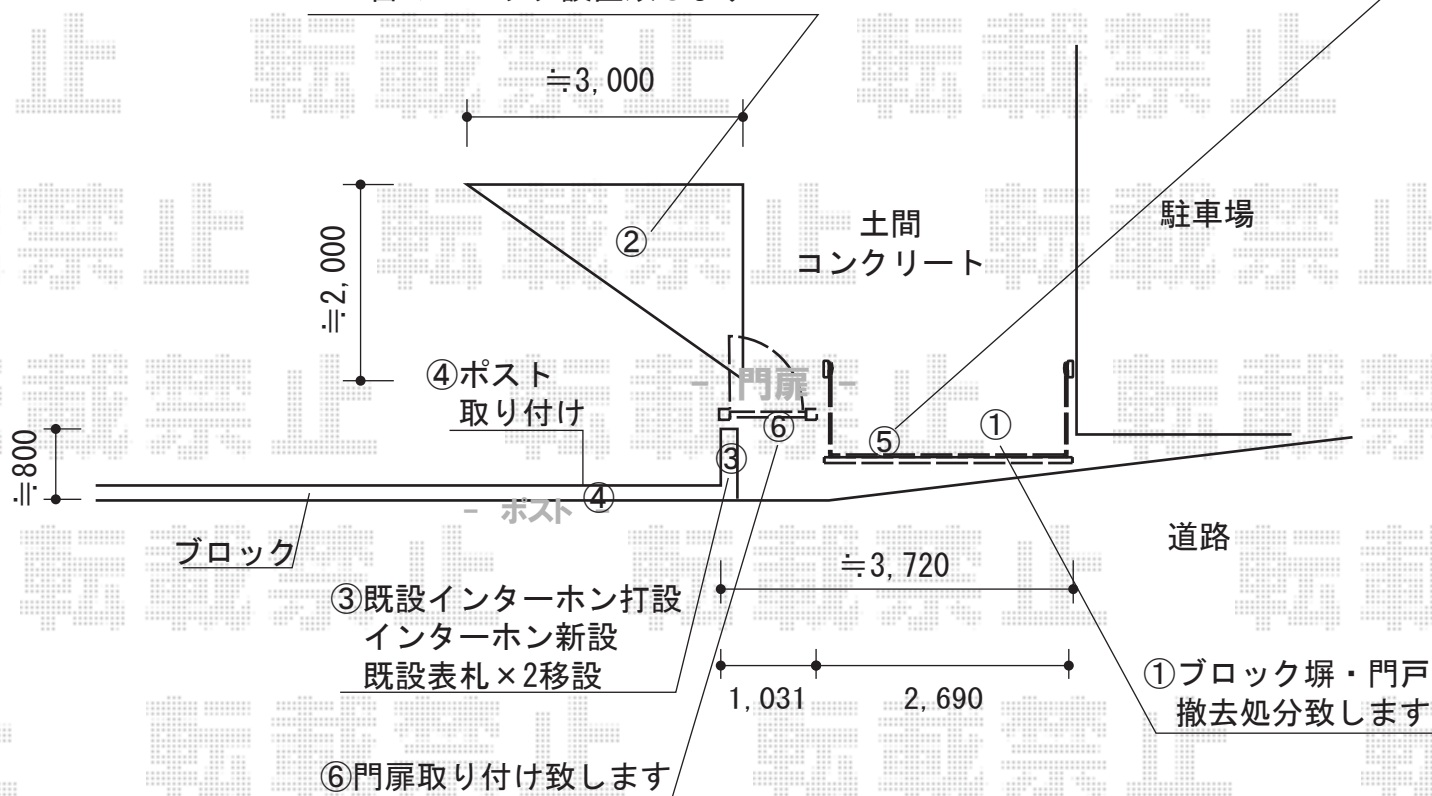 ≒3,000
②
土間
コンクリート
駐車場
≒2,000
④ポスト
取り付け
- 門扉 -
⑥
⑤
①
③
≒800
④
- ポスト -
ブロック
道路
≒3,720
③既設インターホン打設
インターホン新設
既設表札×2移設
1,031
2,690
①ブロック塀・門戸
撤去処分致します
⑥門扉取り付け致します
転載禁止